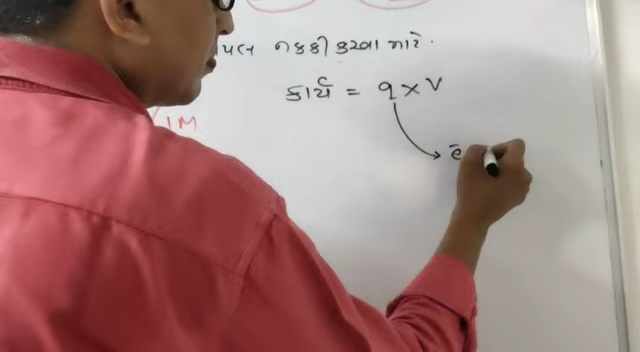 નક્કી કરવા માટે.
કાર્ય = q × V
1M